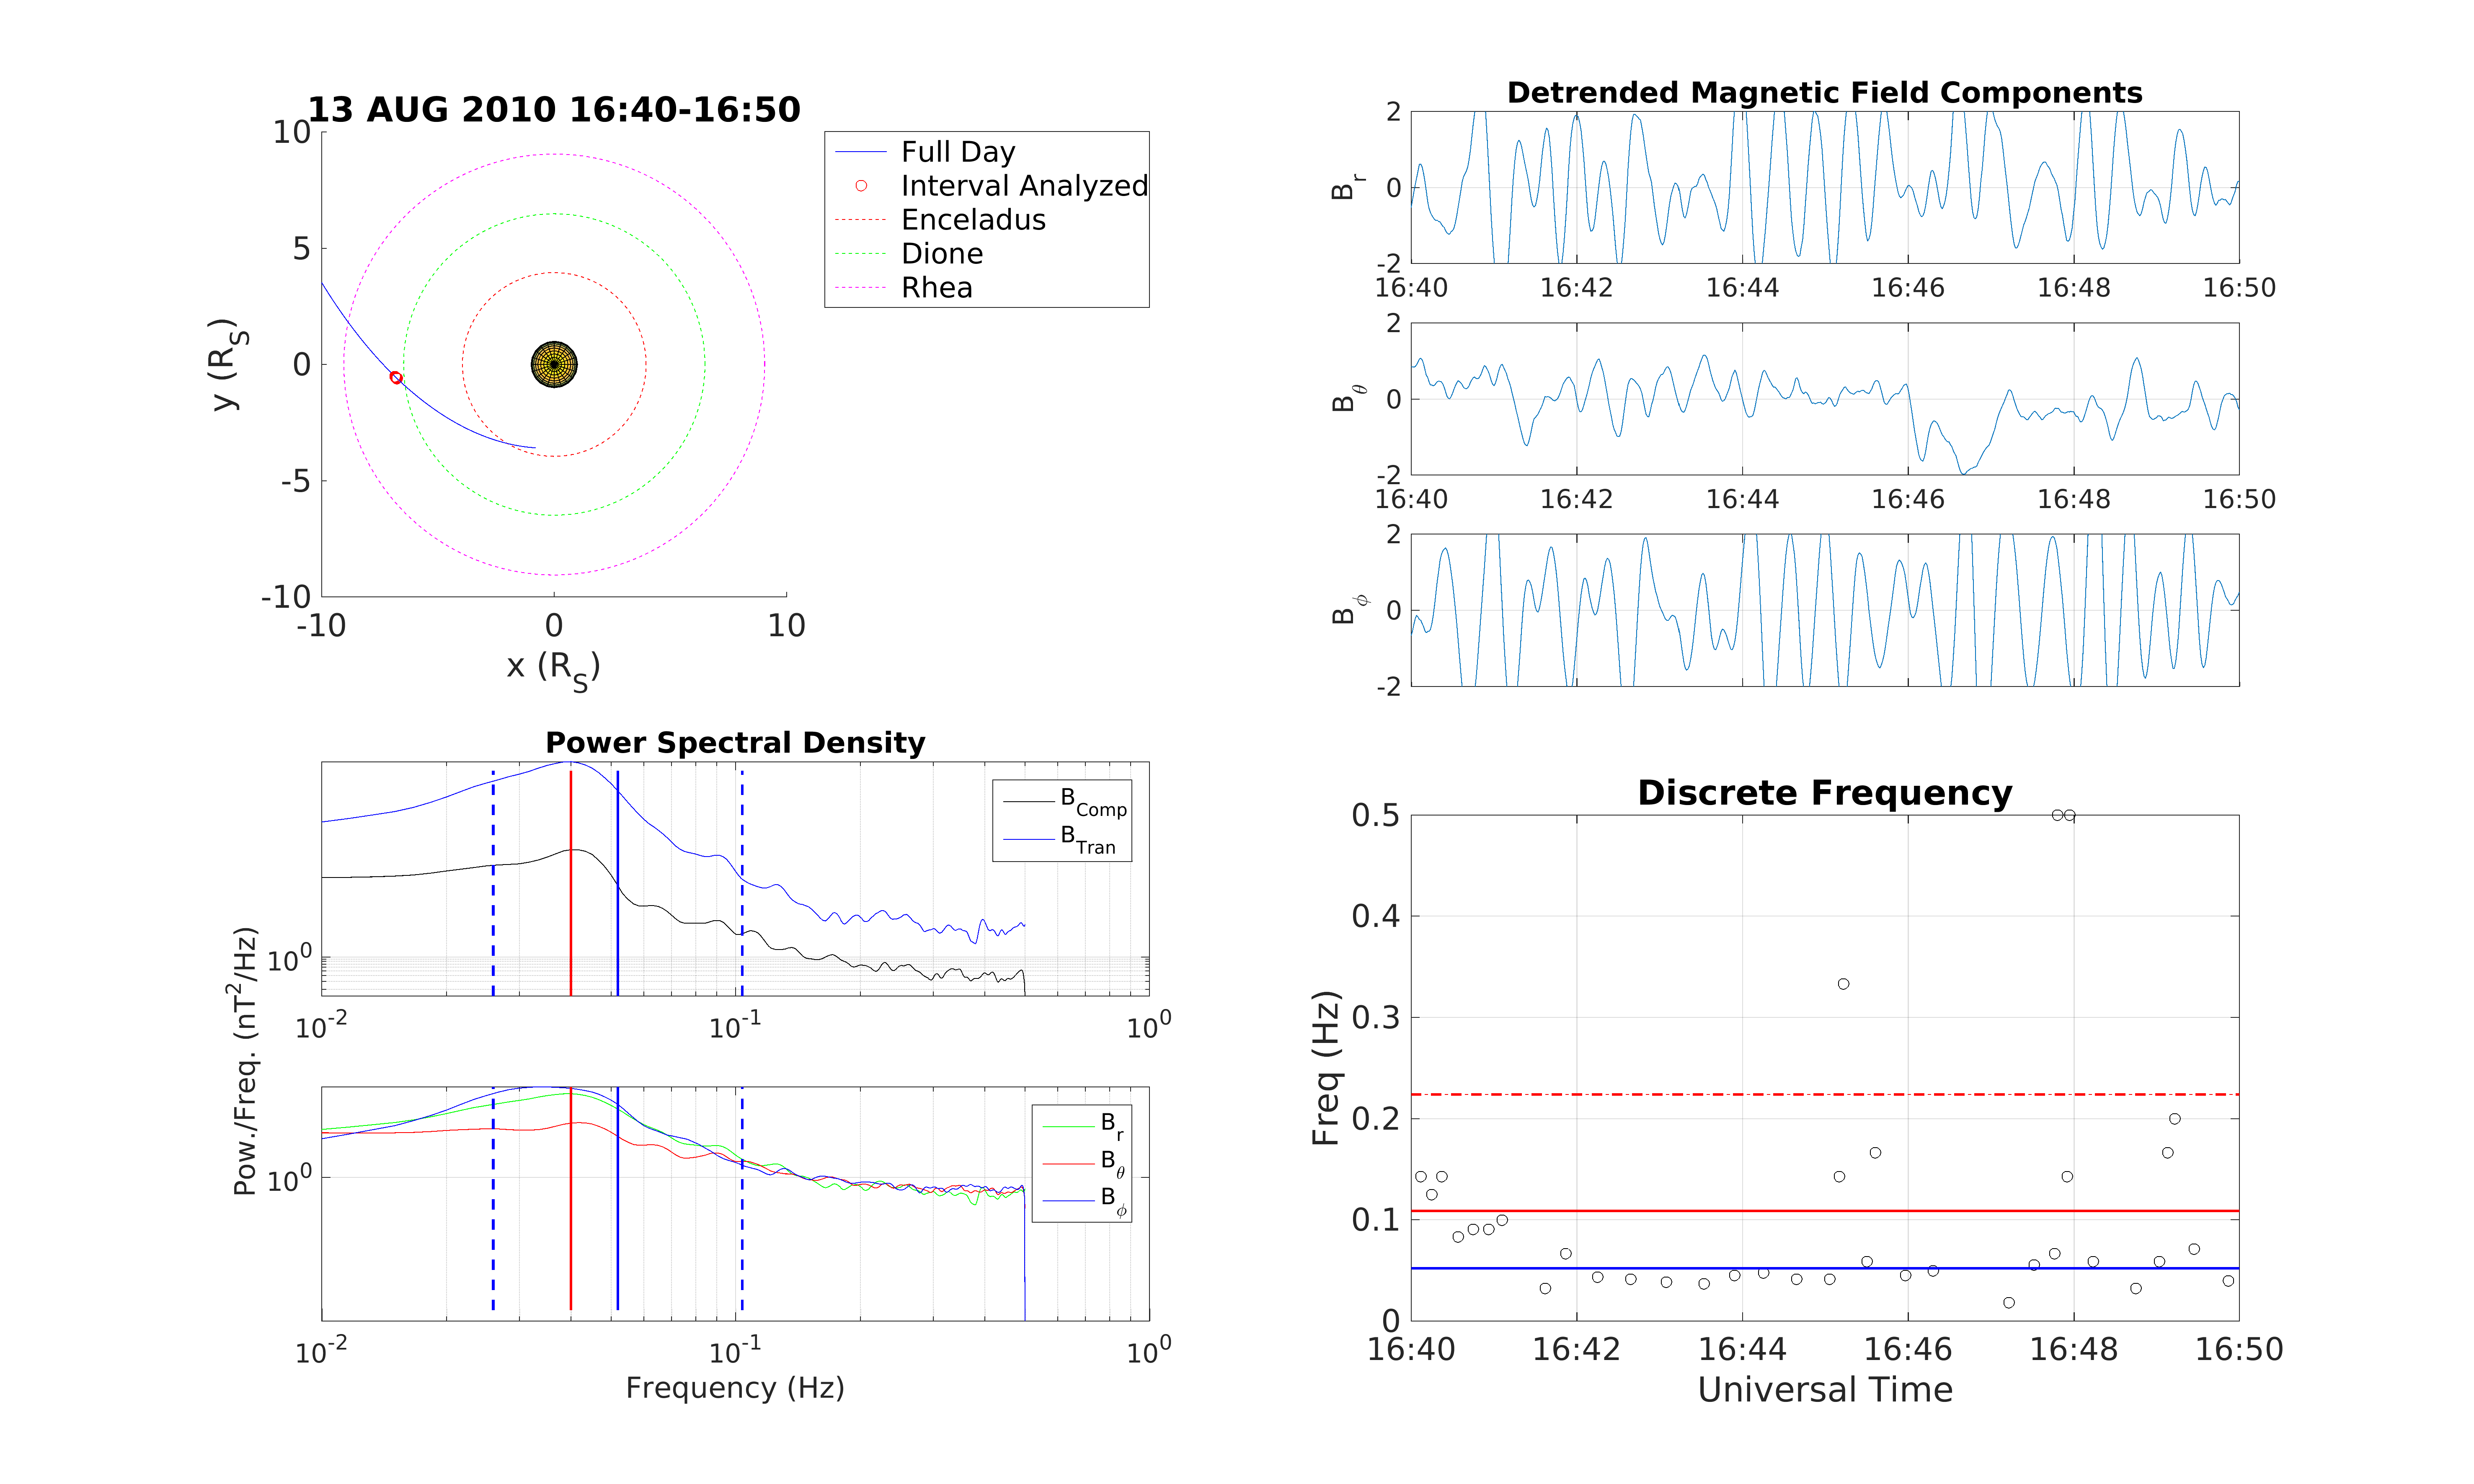 13 AUG 2010 16:40-16:50
10
5
0
-5
-10
-10
0
10
y (R_S)
x (R_S)
Full Day
Interval Analyzed
Enceladus
Dione
Rhea
Detrended Magnetic Field Components
B_r
2
0
-2
16:40
16:42
16:44
16:46
16:48
16:50
B_θ
2
0
-2
16:40
16:42
16:44
16:46
16:48
16:50
B_ϕ
2
0
-2
Power Spectral Density
B_Comp
B_Tran
10^0
10^-2
10^-1
10^0
Pow./Freq. (nT^2/Hz)
B_r
B_θ
B_ϕ
10^0
10^-2
10^-1
10^0
Frequency (Hz)
Discrete Frequency
0.5
0.4
0.3
0.2
0.1
0
Freq (Hz)
16:40
16:42
16:44
16:46
16:48
16:50
Universal Time